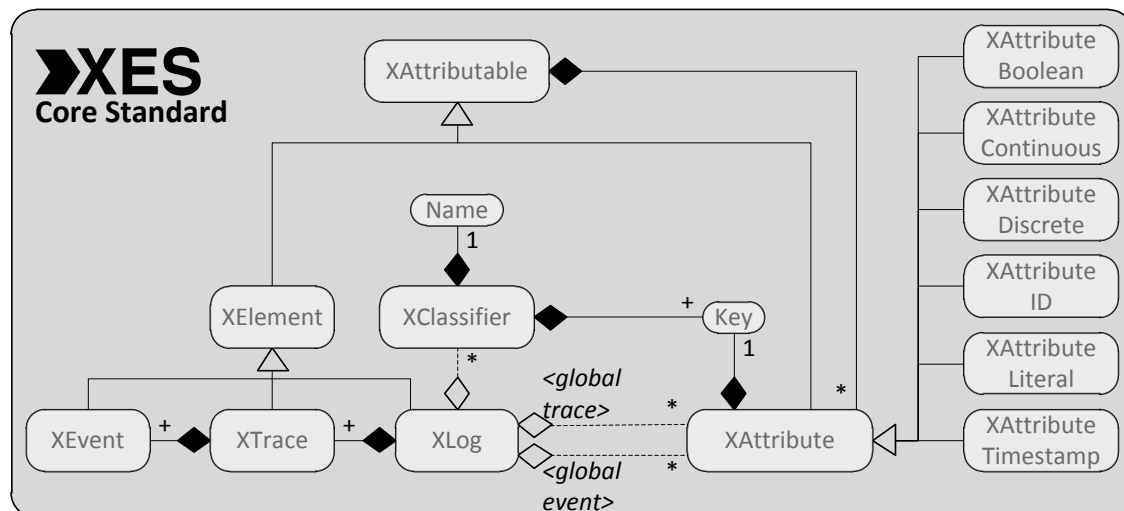 XES
Core Standard
XAttributable
XAttribute
Boolean
XAttribute
Continuous
Name
1
XAttribute
Discrete
XElement
XClassifier
+
Key
1
XAttribute
ID
*
<global
trace>
*
*
XAttribute
Literal
XEvent
+
XTrace
+
XLog
XAttribute
*
<global
event>
XAttribute
Timestamp